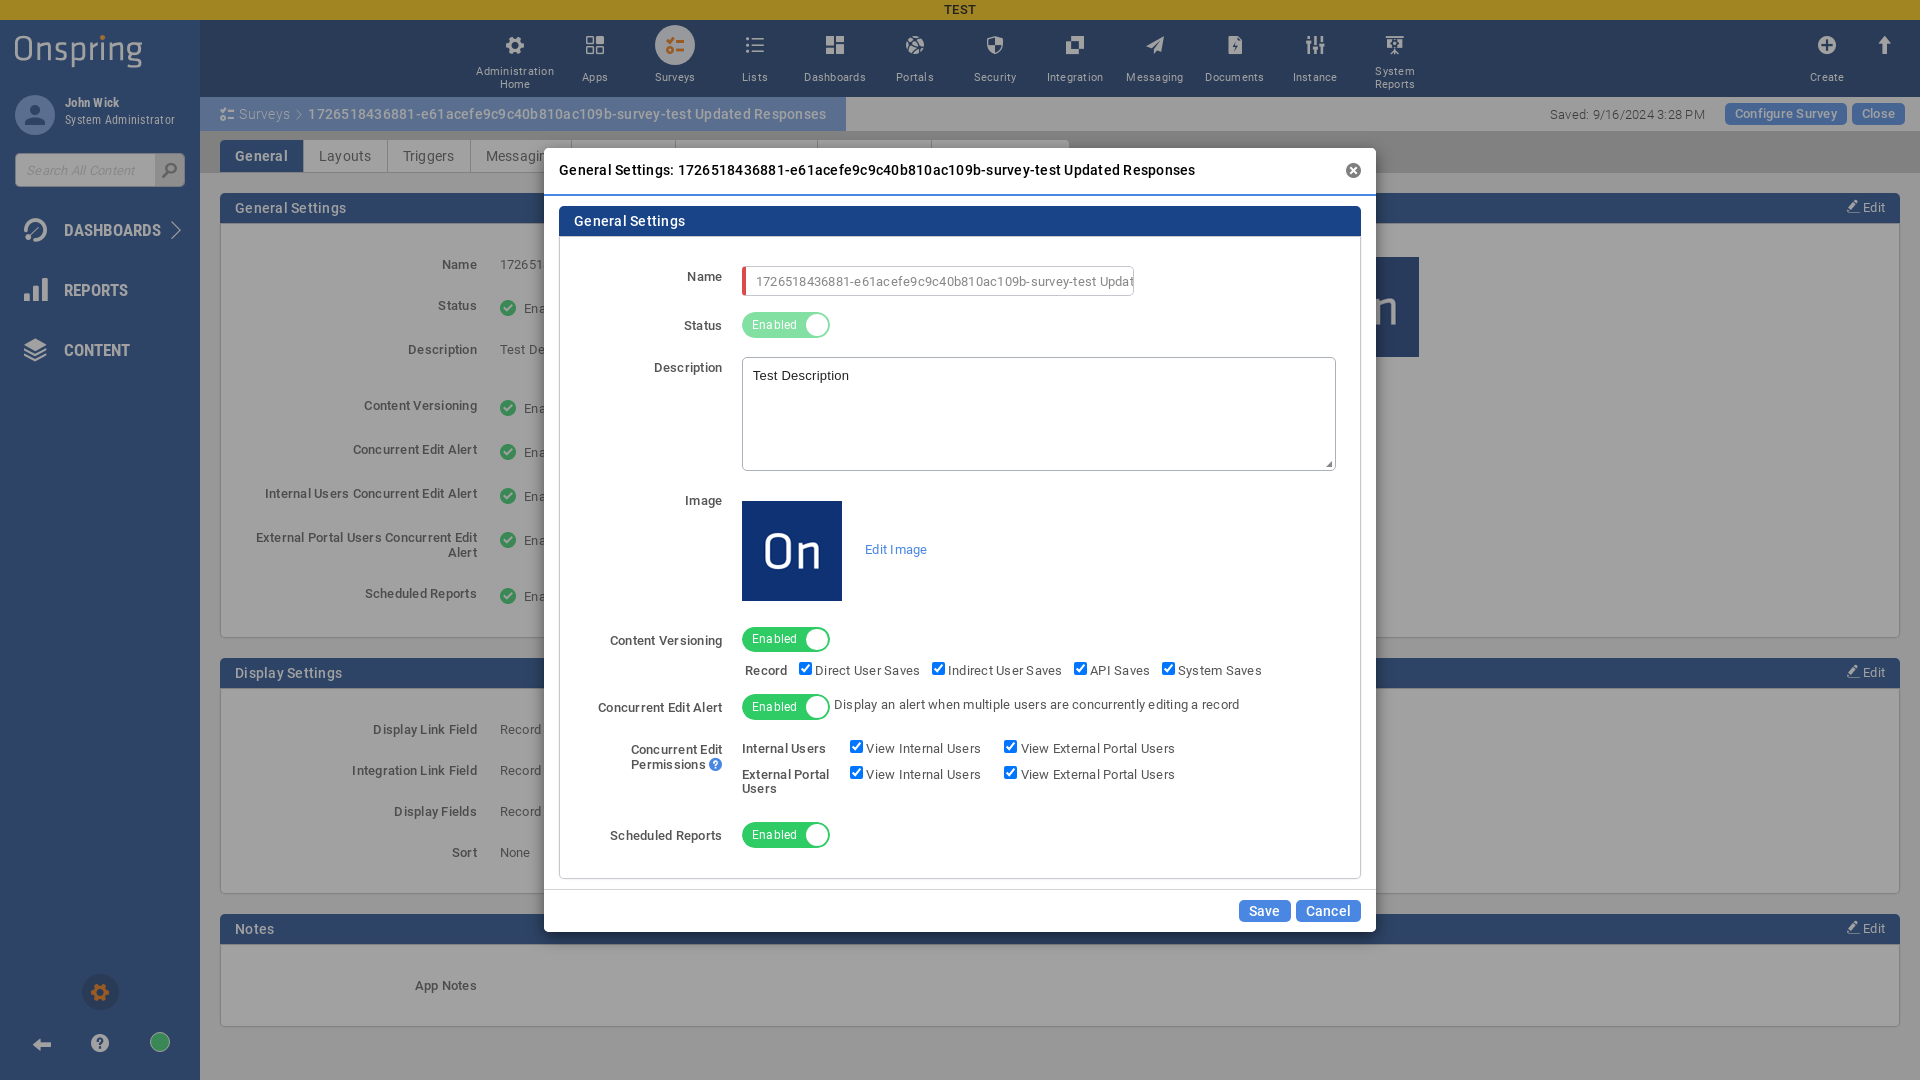 TEST
Onspring
Administration Home
Apps
Surveys
Lists
Dashboards
Portals
Security
Integration
Messaging
Documents
Instance
System Reports
Create
John Wick
System Administrator
Surveys
1726518436881-e61acefe9c9c40b810ac109b-survey-test Updated Responses
Saved: 9/16/2024 3:28 PM
Configure Survey
Close
Search All Content
General
Layouts
Triggers
DASHBOARDS
REPORTS
CONTENT
General Settings
Edit
Name
172651
Status
Ena
Description
Test De
Content Versioning
Ena
Concurrent Edit Alert
Ena
Internal Users Concurrent Edit Alert
Ena
External Portal Users Concurrent Edit
Alert
Ena
Scheduled Reports
Ena
Display Settings
Edit
Display Link Field
Record
Integration Link Field
Record
Display Fields
Record
Sort
None
Notes
Edit
App Notes
General Settings: 1726518436881-e61acefe9c9c40b810ac109b-survey-test Updated Responses
General Settings
Name
1726518436881-e61acefe9c9c40b810ac109b-survey-test Updat
Status
Enabled
Description
Test Description
Image
On
Edit Image
Content Versioning
Enabled
Record Direct User Saves Indirect User Saves API Saves System Saves
Concurrent Edit Alert
Enabled
Display an alert when multiple users are concurrently editing a record
Concurrent Edit
Permissions ?
Internal Users View Internal Users View External Portal Users
External Portal
Users
View Internal Users View External Portal Users
Scheduled Reports
Enabled
Save
Cancel